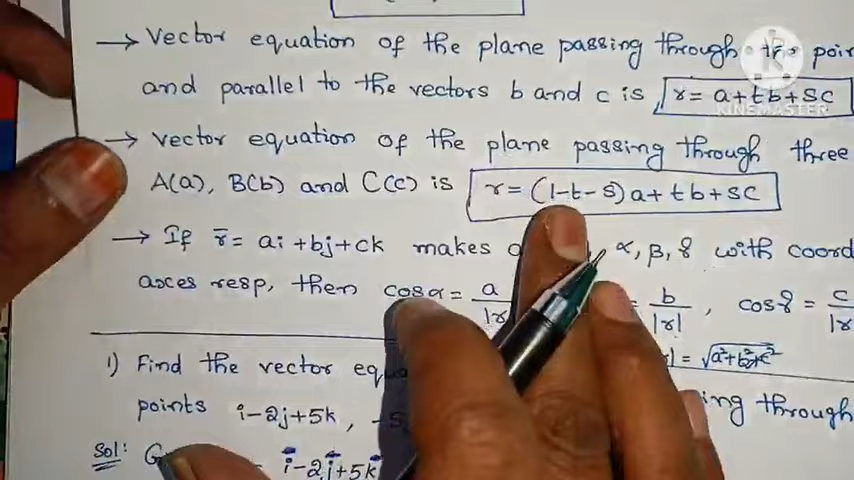 → Vector equation of the plane passing through the
and parallel to the vectors b and c is r = a+tb+sc
KINEMASTER
→ Vector equation of the plane passing through three
A(a), B(b) and C(c) is r = (1-t-s)a+tb+sc
→ If r̅ = ai +bj+ck makes α, β, γ with coord
axes resp, then cosα = a/|r| = b/|r| , cosγ = c/|r|
= √a²+b²+c²
1) Find the vector passing through
points i-2j+5k ,
Sol: i̅-2j̅+5k̅